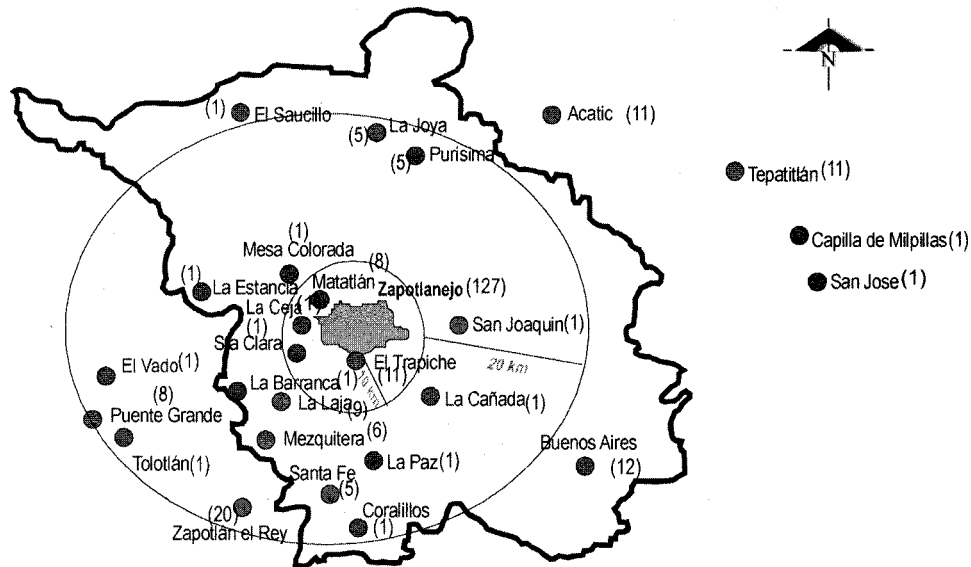 N
(1) El Saucillo
La Joya
(5)
Purísima
(5)
Acatic (11)
Tepatitlán (11)
Capilla de Milpillas (1)
San Jose (1)
(1)
Mesa Colorada
(8)
(1)
La Estancia
Matatlán
Zapotlanejo (127)
La Ceja
(1)
Sta Clara
San Joaquin (1)
20 km
El Vado (1)
El Trapiche
(11)
10 km
La Barranca (1)
(8)
Puente Grande
La Laja
(9)
La Cañada (1)
Tolotlán (1)
Mezquitera (6)
La Paz (1)
Buenos Aires
(12)
Santa Fe
(5)
(20)
Zapotlán el Rey
Coralillos
(1)